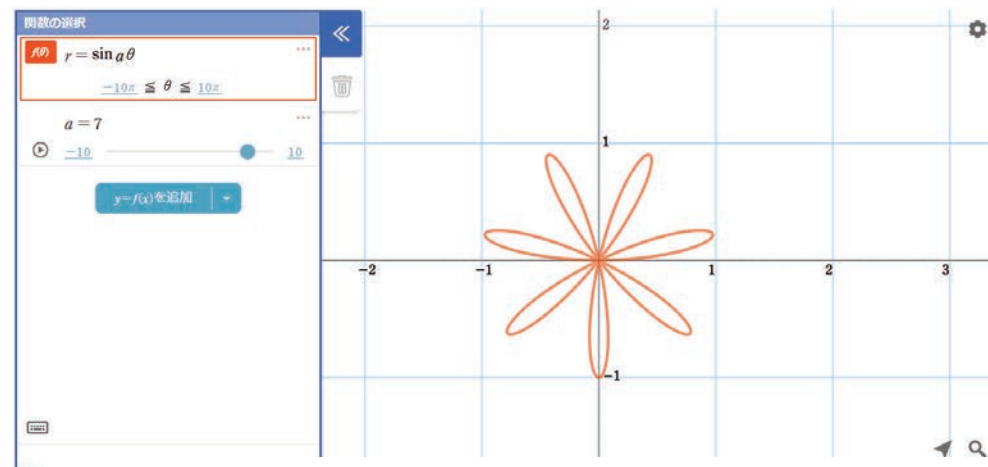 関数の選択
f(θ) r = sin aθ
-10π ≦ θ ≦ 10π
a = 7
-10 10
y=f(x)を追加
2
1
-2 -1 1 2 3
-1